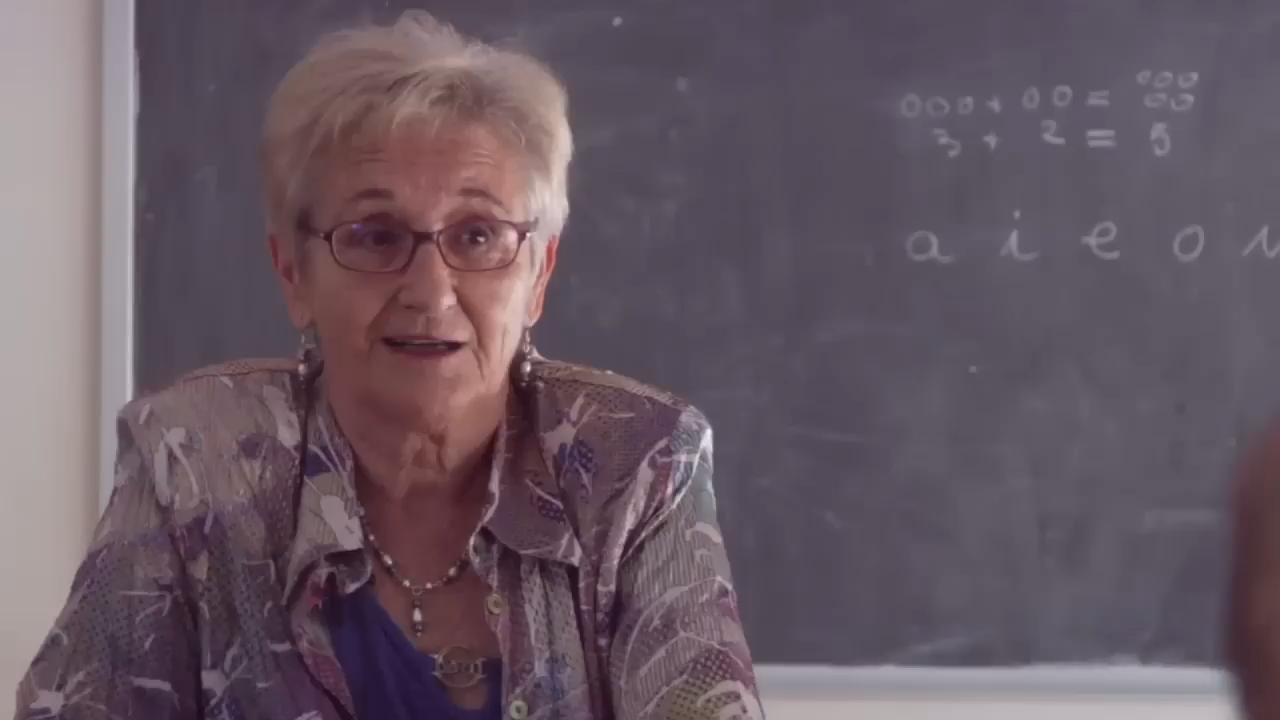 000 + 00 = 00000
3 + 2 = 5
a i e o u